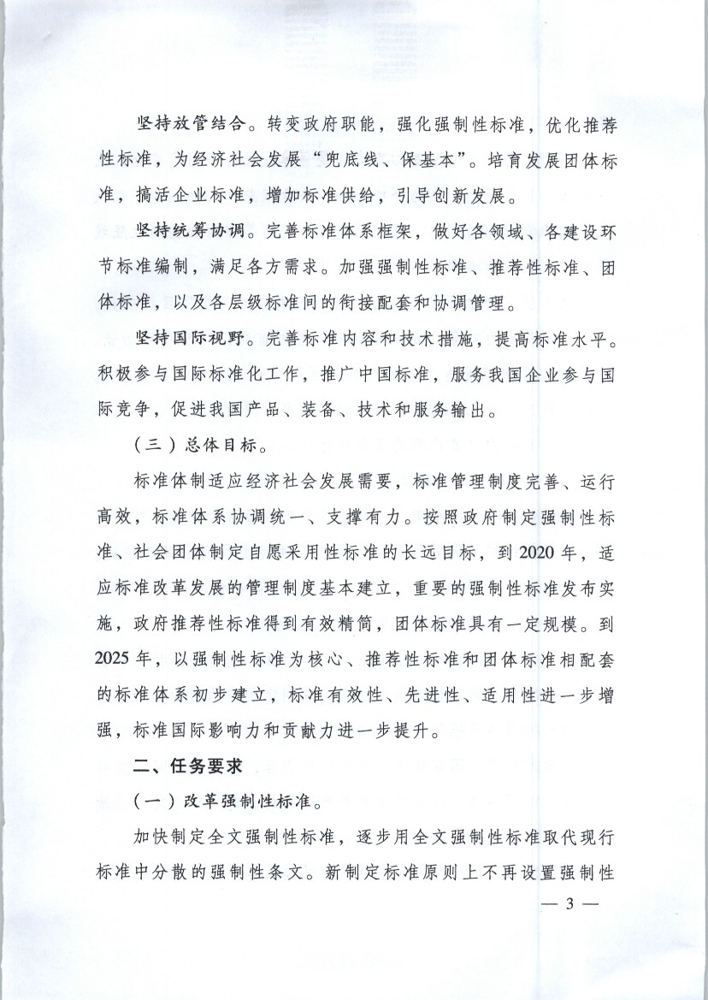 坚持放管结合。转变政府职能，强化强制性标准，优化推荐
性标准，为经济社会发展“兜底线、保基本”。培育发展团体标
准，搞活企业标准，增加标准供给，引导创新发展。
坚持统筹协调。完善标准体系框架，做好各领域、各建设环
节标准编制，满足各方需求。加强强制性标准、推荐性标准、团
体标准，以及各层级标准间的衔接配套和协调管理。
坚持国际视野。完善标准内容和技术措施，提高标准水平。
积极参与国际标准化工作，推广中国标准，服务我国企业参与国
际竞争，促进我国产品、装备、技术和服务输出。
（三）总体目标。
标准体制适应经济社会发展需要，标准管理制度完善、运行
高效，标准体系协调统一、支撑有力。按照政府制定强制性标
准、社会团体制定自愿采用性标准的长远目标，到 2020 年，适
应标准改革发展的管理制度基本建立，重要的强制性标准发布实
施，政府推荐性标准得到有效精简，团体标准具有一定规模。到
2025 年，以强制性标准为核心、推荐性标准和团体标准相配套
的标准体系初步建立，标准有效性、先进性、适用性进一步增
强，标准国际影响力和贡献力进一步提升。
二、任务要求
（一）改革强制性标准。
加快制定全文强制性标准，逐步用全文强制性标准取代现行
标准中分散的强制性条文。新制定标准原则上不再设置强制性
— 3 —